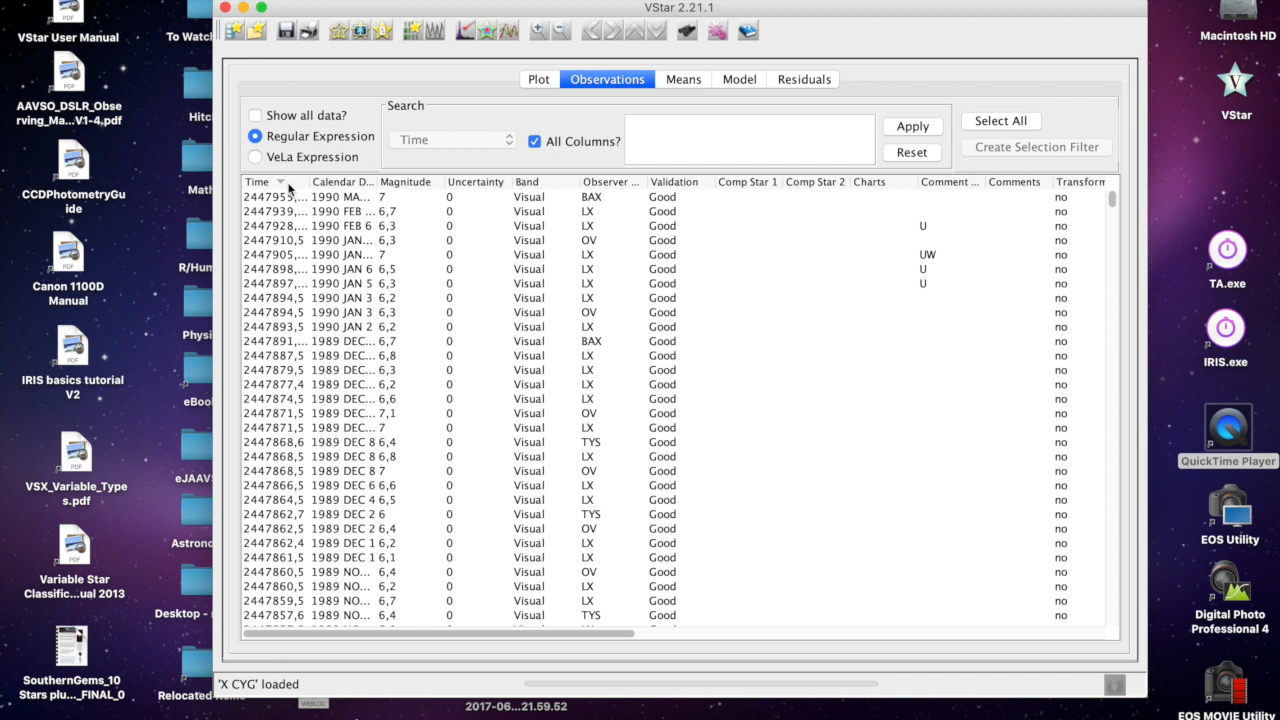 VStar 2.21.1
Plot Observations Means Model Residuals
Show all data?
Regular Expression
VeLa Expression
Search
Time
All Columns?
Apply
Reset
Select All
Create Selection Filter
Time Calendar D... Magnitude Uncertainty Band Observer ... Validation Comp Star 1 Comp Star 2 Charts Comment ... Comments Transform
2447953,... 1990 MA... 7 0 Visual BAX Good no
2447939,... 1990 FEB ... 6,7 0 Visual LX Good no
2447928,... 1990 FEB 6 6,3 0 Visual LX Good U no
2447910,5 1990 JAN... 6,3 0 Visual OV Good no
2447905,... 1990 JAN... 7 0 Visual LX Good UW no
2447898,... 1990 JAN 6 6,5 0 Visual LX Good U no
2447897,... 1990 JAN 5 6,3 0 Visual LX Good U no
2447894,5 1990 JAN 3 6,2 0 Visual LX Good no
2447894,5 1990 JAN 3 6,3 0 Visual OV Good no
2447893,5 1990 JAN 2 6,2 0 Visual LX Good no
2447891,... 1989 DEC... 7 0 Visual BAX Good no
2447887,5 1989 DEC... 6,8 0 Visual LX Good no
2447879,5 1989 DEC... 6,3 0 Visual LX Good no
2447877,4 1989 DEC... 6,2 0 Visual LX Good no
2447874,5 1989 DEC... 6,6 0 Visual LX Good no
2447871,5 1989 DEC... 7,1 0 Visual OV Good no
2447871,5 1989 DEC... 7 0 Visual LX Good no
2447868,6 1989 DEC 8 6,4 0 Visual TYS Good no
2447868,5 1989 DEC 8 6,8 0 Visual LX Good no
2447868,5 1989 DEC 8 7 0 Visual OV Good no
2447866,5 1989 DEC 6 6,6 0 Visual LX Good no
2447864,5 1989 DEC 4 6,5 0 Visual LX Good no
2447862,7 1989 DEC 2 6 0 Visual TYS Good no
2447862,5 1989 DEC 2 6,4 0 Visual OV Good no
2447862,4 1989 DEC 1 6,2 0 Visual LX Good no
2447861,5 1989 DEC 1 6,1 0 Visual LX Good no
2447860,5 1989 NO... 6,4 0 Visual OV Good no
2447860,5 1989 NO... 6,2 0 Visual LX Good no
2447859,5 1989 NO... 6,7 0 Visual LX Good no
2447857,6 1989 NO... 6,4 0 Visual TYS Good no
'X CYG' loaded
VStar User Manual
PDF
AAVSO_DSLR_Obse
rving_Ma...V1-4.pdf
PDF
CCDPhotometryGu
ide
PDF
Canon 1100D
Manual
PDF
IRIS basics tutorial
V2
PDF
VSX_Variable_Type
s.pdf
PDF
Variable Star
Classific...ual 2013
PDF
SouthernGems_10
Stars plu..._FINAL_0
To Watc
Hitc
Math
R/Hum
Physi
eBoo
eJAAV
Astron
Desktop -
Relocated
WEBLOC
2017-06...21.59.52
Macintosh HD
V
VStar
TA.exe
IRIS.exe
QuickTime Player
EOS Utility
Digital Photo
Professional 4
EOS MOVIE Utility